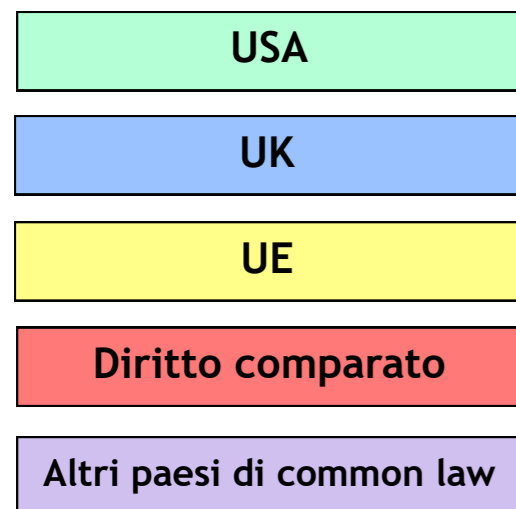 USA
UK
UE
Diritto comparato
Altri paesi di common law